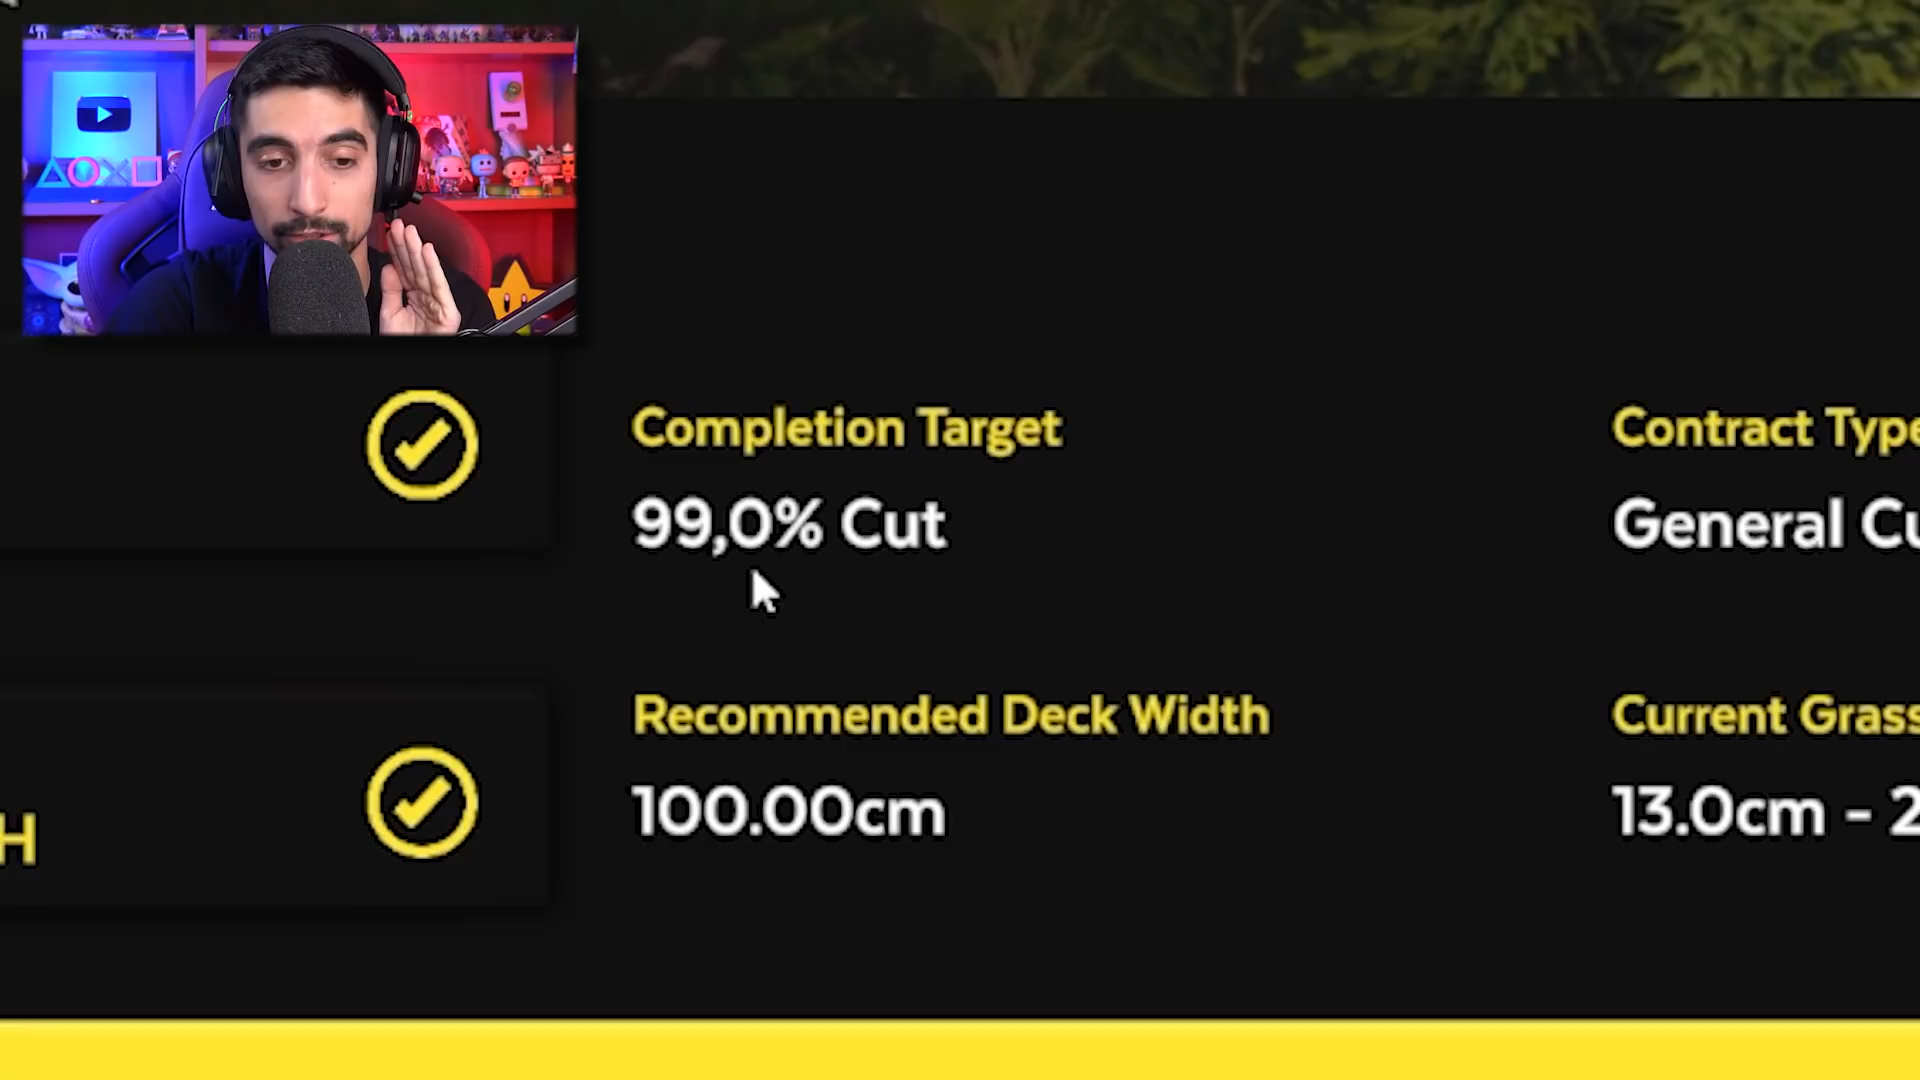 Completion Target
Contract Type
99,0% Cut
General Cu
Recommended Deck Width
Current Grass
100.00cm
13.0cm - 2
H